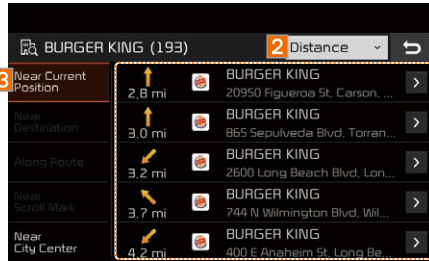 BURGER KING (193)
2
Distance
3
Near Current
Position
Near
Destination
Along Route
Near
Scroll Mark
Near
City Center
2.8 mi
BURGER KING
20950 Figueroa St, Carson, ...
3.0 mi
BURGER KING
865 Sepulveda Blvd, Torran...
3.2 mi
BURGER KING
2600 Long Beach Blvd, Lon...
3.7 mi
BURGER KING
744 N Wilmington Blvd, Wil...
4.2 mi
BURGER KING
400 E Anaheim St, Long Be...